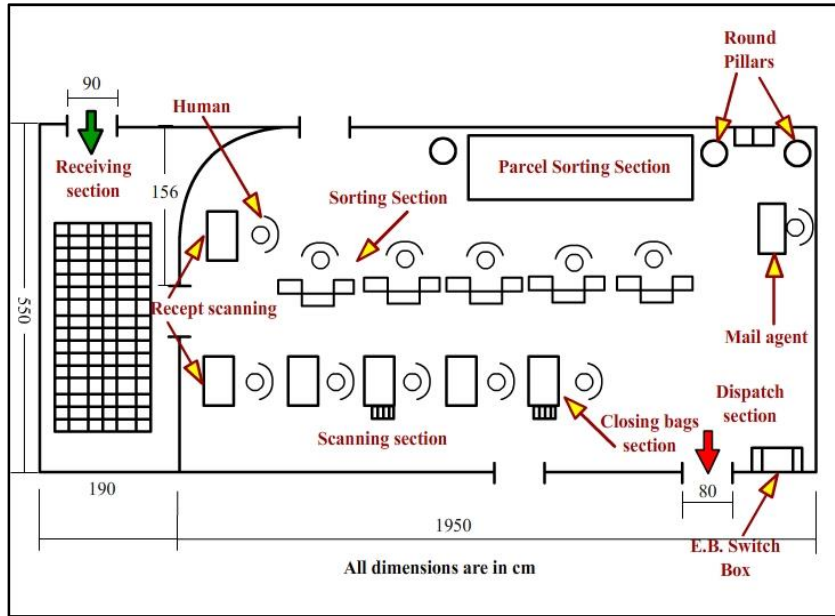 Round
Pillars
90
Human
Receiving
section
Parcel Sorting Section
156
Sorting Section
550
Recept scanning
Mail agent
Dispatch
section
Closing bags
section
Scanning section
190
80
1950
E.B. Switch
Box
All dimensions are in cm